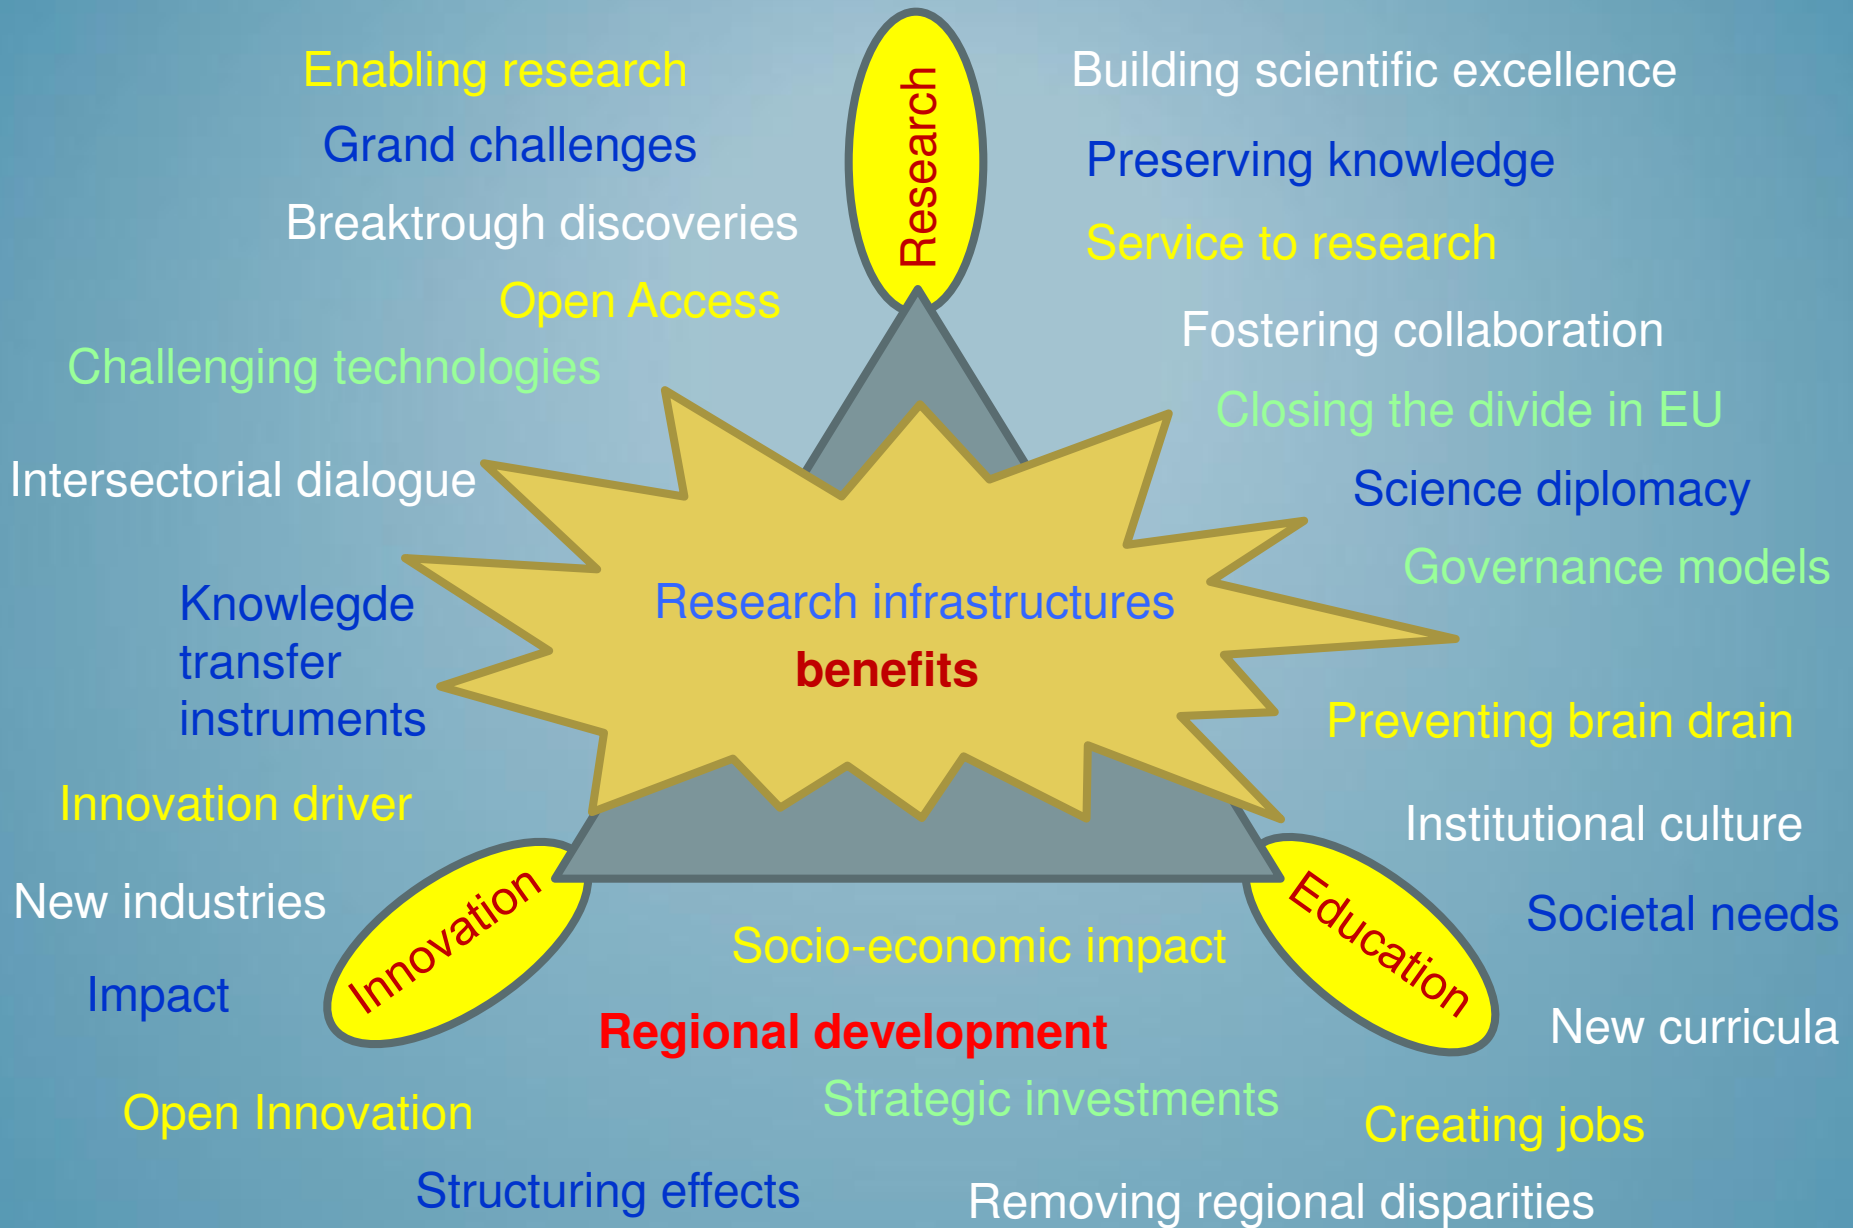 Research
Enabling research
Building scientific excellence
Grand challenges
Preserving knowledge
Breaktrough discoveries
Service to research
Open Access
Fostering collaboration
Challenging technologies
Closing the divide in EU
Intersectorial dialogue
Science diplomacy
Governance models
Knowlegde
transfer
instruments
Research infrastructures
benefits
Preventing brain drain
Innovation driver
Institutional culture
New industries
Innovation
Education
Societal needs
Socio-economic impact
Impact
Regional development
New curricula
Strategic investments
Open Innovation
Creating jobs
Structuring effects
Removing regional disparities